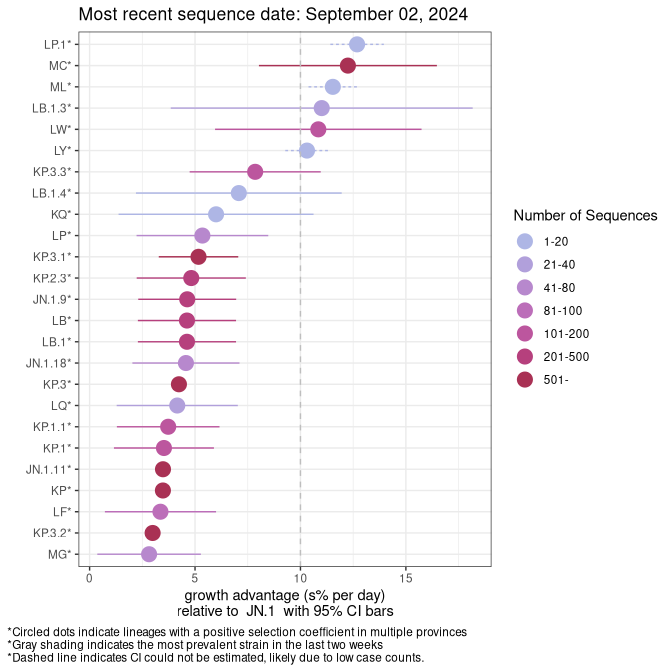 Most recent sequence date: September 02, 2024
LP.1*
MC*
ML*
LB.1.3*
LW*
LY*
KP.3.3*
LB.1.4*
KQ*
LP*
KP.3.1*
KP.2.3*
JN.1.9*
LB*
LB.1*
JN.1.18*
KP.3*
LQ*
KP.1.1*
KP.1*
JN.1.11*
KP*
LF*
KP.3.2*
MG*
0 5 10 15
growth advantage (s% per day)
relative to JN.1 with 95% CI bars
Number of Sequences
1-20
21-40
41-80
81-100
101-200
201-500
501-
*Circled dots indicate lineages with a positive selection coefficient in multiple provinces
*Gray shading indicates the most prevalent strain in the last two weeks
*Dashed line indicates CI could not be estimated, likely due to low case counts.